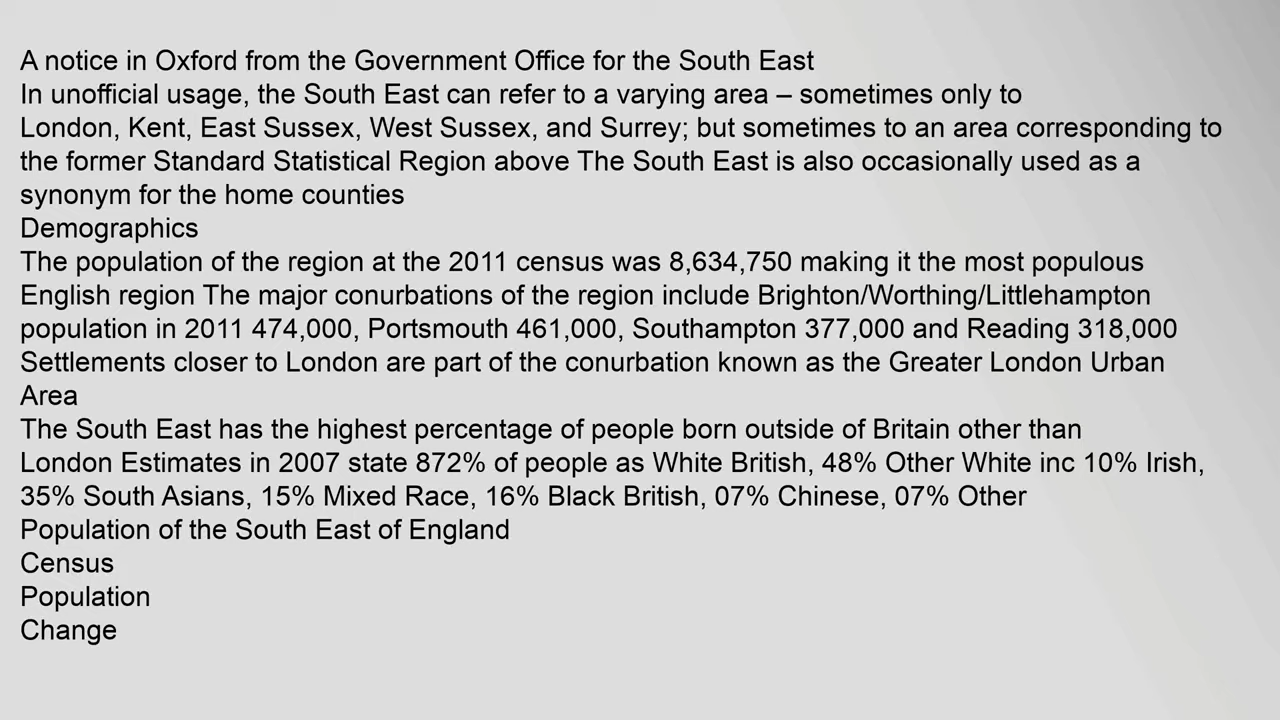 A notice in Oxford from the Government Office for the South East
In unofficial usage, the South East can refer to a varying area – sometimes only to
London, Kent, East Sussex, West Sussex, and Surrey; but sometimes to an area corresponding to
the former Standard Statistical Region above The South East is also occasionally used as a
synonym for the home counties
Demographics
The population of the region at the 2011 census was 8,634,750 making it the most populous
English region The major conurbations of the region include Brighton/Worthing/Littlehampton
population in 2011 474,000, Portsmouth 461,000, Southampton 377,000 and Reading 318,000
Settlements closer to London are part of the conurbation known as the Greater London Urban
Area
The South East has the highest percentage of people born outside of Britain other than
London Estimates in 2007 state 872% of people as White British, 48% Other White inc 10% Irish,
35% South Asians, 15% Mixed Race, 16% Black British, 07% Chinese, 07% Other
Population of the South East of England
Census
Population
Change